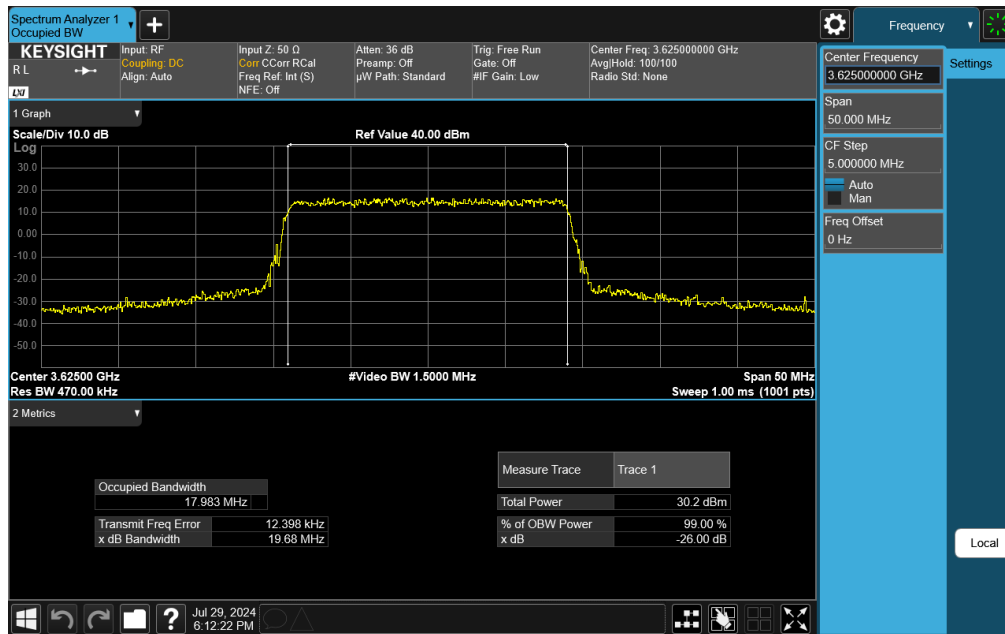 Spectrum Analyzer 1
Occupied BW
Frequency
KEYSIGHT
R L
LXI
Input: RF
Coupling: DC
Align: Auto
Input Z: 50 Ω
Corr CCorr RCal
Freq Ref: Int (S)
NFE: Off
Atten: 36 dB
Preamp: Off
µW Path: Standard
Trig: Free Run
Gate: Off
#IF Gain: Low
Center Freq: 3.625000000 GHz
Avg|Hold: 100/100
Radio Std: None
Center Frequency
3.625000000 GHz
Settings
Span
50.000 MHz
CF Step
5.000000 MHz
Auto
Man
Freq Offset
0 Hz
1 Graph
Scale/Div 10.0 dB
Ref Value 40.00 dBm
Log
30.0
20.0
10.0
0.00
-10.0
-20.0
-30.0
-40.0
-50.0
Center 3.62500 GHz
#Video BW 1.5000 MHz
Span 50 MHz
Res BW 470.00 kHz
Sweep 1.00 ms (1001 pts)
2 Metrics
Occupied Bandwidth
17.983 MHz
Transmit Freq Error 12.398 kHz
x dB Bandwidth 19.68 MHz
Measure Trace Trace 1
Total Power 30.2 dBm
% of OBW Power 99.00 %
x dB -26.00 dB
Local
?
Jul 29, 2024
6:12:22 PM